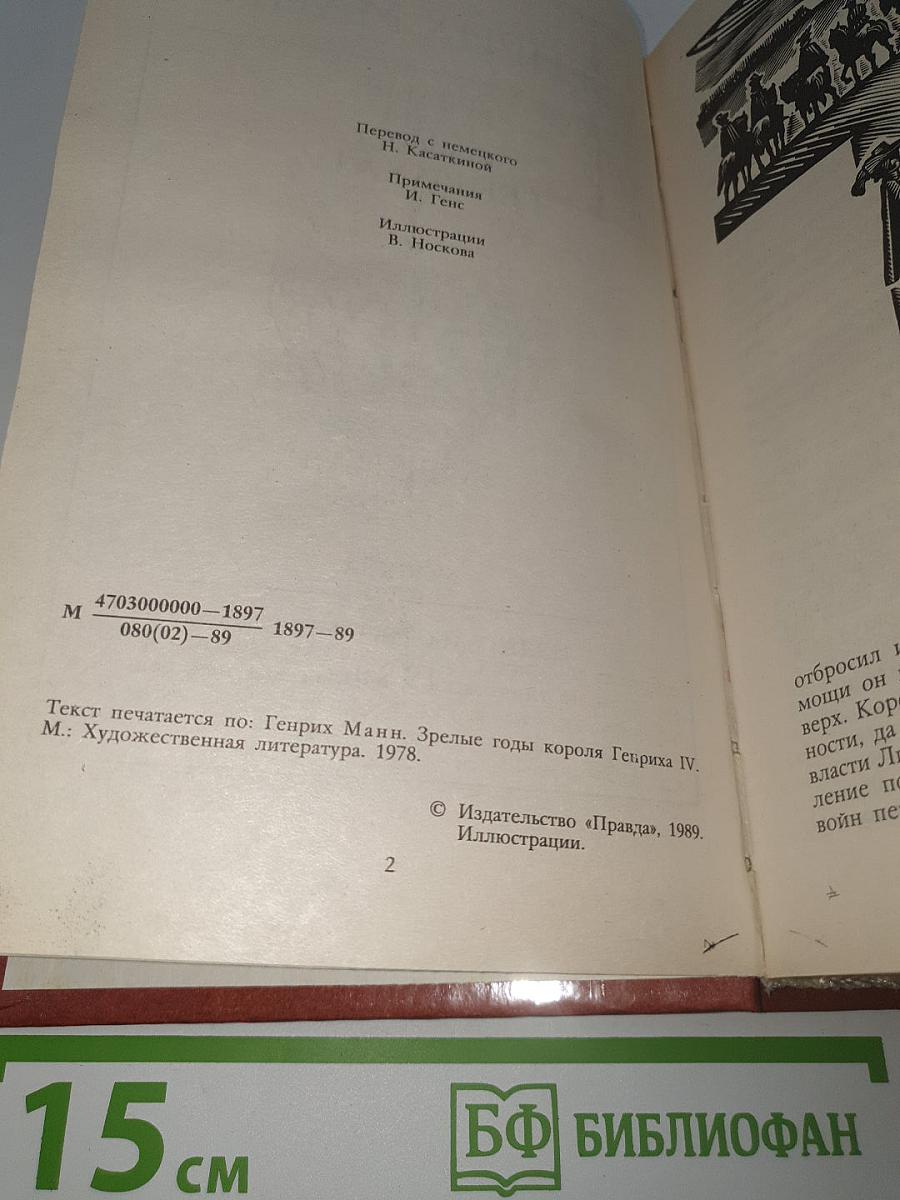 Перевод с немецкого
Н. Касаткиной
Примечания
И. Генс
Иллюстрации
В. Носкова
М 4703000000—1897
080(02)—89
1897—89
Текст печатается по: Генрих Манн. Зрелые годы короля Генриха IV.
М.: Художественная литература. 1978.
© Издательство «Правда», 1989.
Иллюстрации.
2
отбросил
мощи он
верх.
ности, да
власти
ление
войн
15 см
БФ БИБЛИОФАН